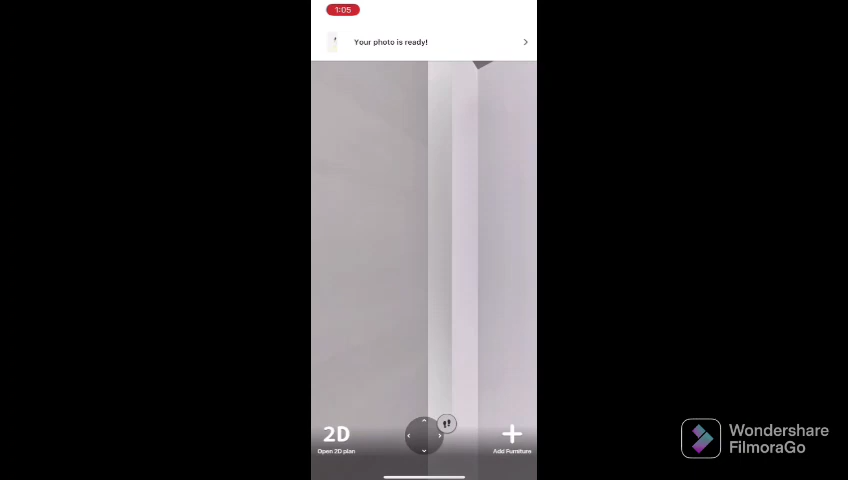 1:05
Your photo is ready!
2D
Open 2D plan
Add Furniture
Wondershare
FilmoraGo